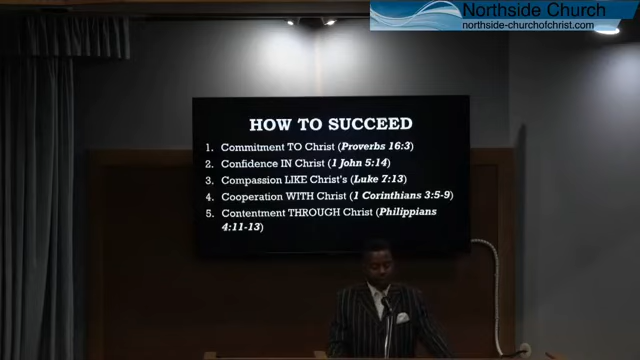 Northside Church
northside-churchofchrist.com
HOW TO SUCCEED
1. Commitment TO Christ (Proverbs 16:3)
2. Confidence IN Christ (1 John 5:14)
3. Compassion LIKE Christ's (Luke 7:13)
4. Cooperation WITH Christ (1 Corinthians 3:5-9)
5. Contentment THROUGH Christ (Philippians
4:11-13)